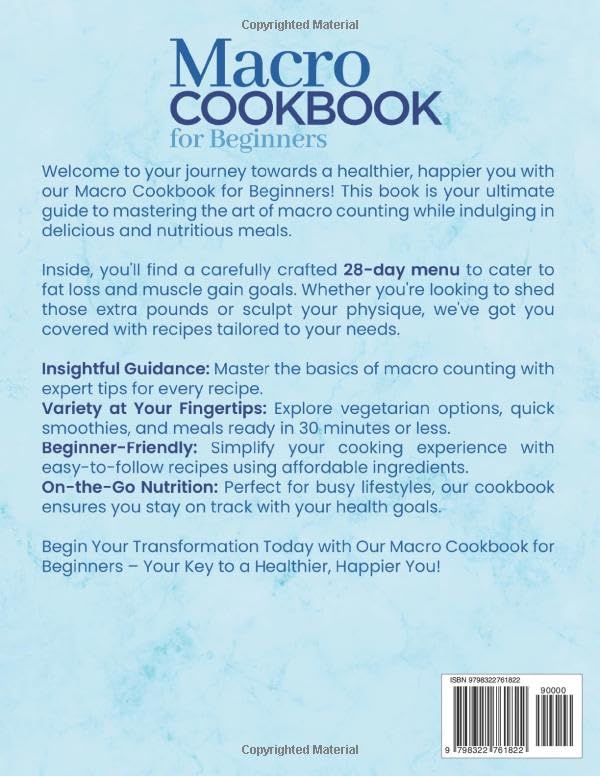 Copyrighted Material
Macro
COOKBOOK
for Beginners
Welcome to your journey towards a healthier, happier you with
our Macro Cookbook for Beginners! This book is your ultimate
guide to mastering the art of macro counting while indulging in
delicious and nutritious meals.
Inside, you'll find a carefully crafted 28-day menu to cater to
fat loss and muscle gain goals. Whether you're looking to shed
those extra pounds or sculpt your physique, we've got you
covered with recipes tailored to your needs.
Insightful Guidance: Master the basics of macro counting with
expert tips for every recipe.
Variety at Your Fingertips: Explore vegetarian options, quick
smoothies, and meals ready in 30 minutes or less.
Beginner-Friendly: Simplify your cooking experience with
easy-to-follow recipes using affordable ingredients.
On-the-Go Nutrition: Perfect for busy lifestyles, our cookbook
ensures you stay on track with your health goals.
Begin Your Transformation Today with Our Macro Cookbook for
Beginners – Your Key to a Healthier, Happier You!
ISBN 9798322761822
90000
9 798322 761822
Copyrighted Material